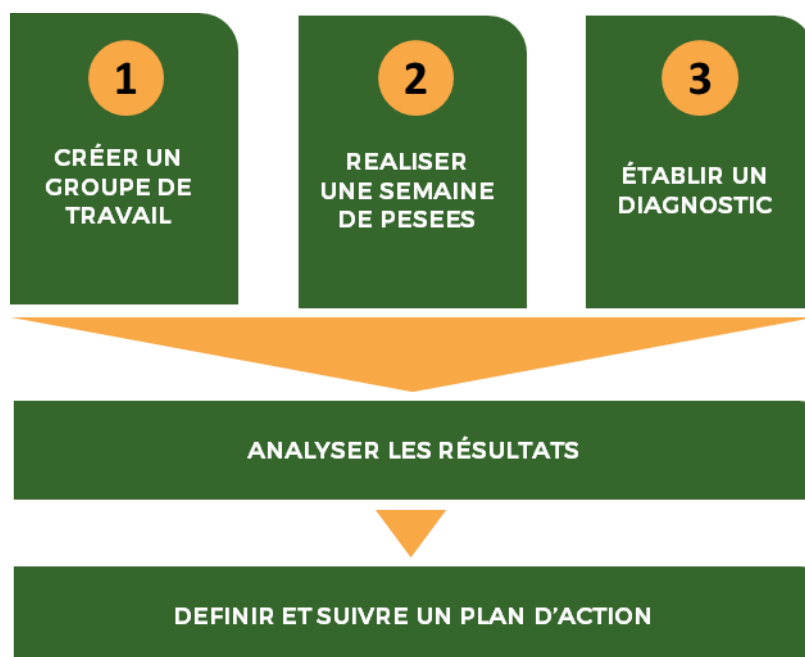 1
CRÉER UN
GROUPE DE
TRAVAIL
2
REALISER
UNE SEMAINE
DE PESEES
3
ÉTABLIR UN
DIAGNOSTIC
ANALYSER LES RÉSULTATS
DEFINIR ET SUIVRE UN PLAN D'ACTION